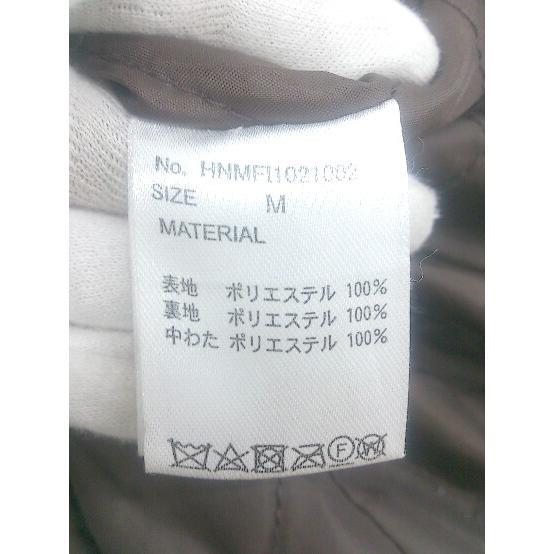 No. HNMFI1021002
SIZE M
MATERIAL
表地 ポリエステル 100%
裏地 ポリエステル 100%
中わた ポリエステル 100%
F
W